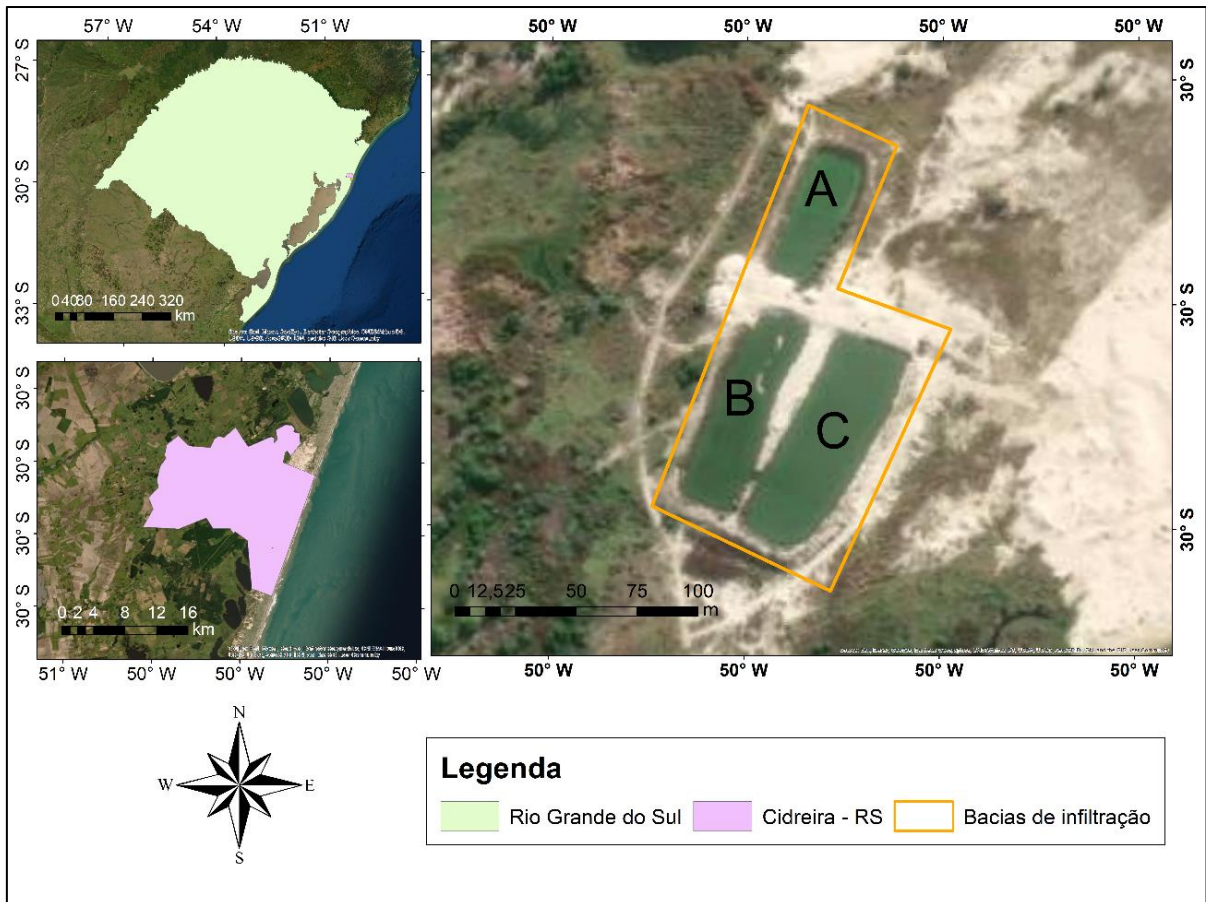 57° W 54° W 51° W
27° S
30° S
33° S
0 40 80 160 240 320
km
30° S
30° S
30° S
30° S
0 2 4 8 12 16
km
51° W 50° W 50° W 50° W 50° W
50° W 50° W 50° W 50° W
30° S
30° S
30° S
A
B
C
0 12,5 25 50 75 100
m
50° W 50° W 50° W 50° W
N
W E
S
Legenda
Rio Grande do Sul Cidreira - RS Bacias de infiltração